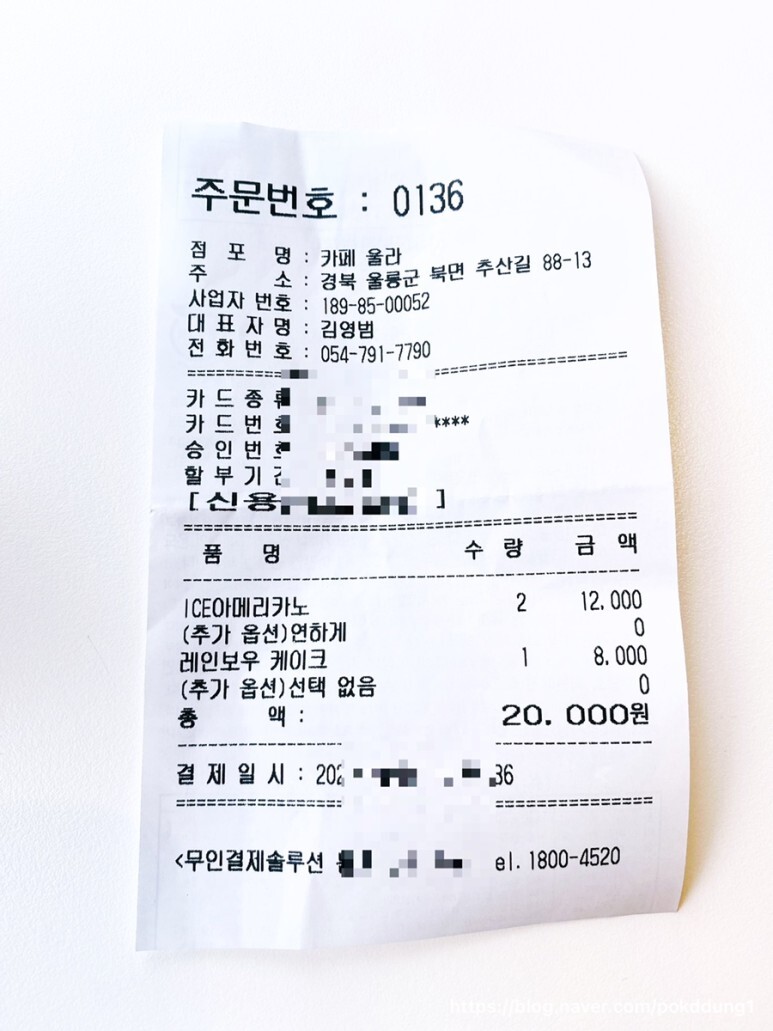 주문번호 : 0136
점 포 명 : 카페 울라
주 소 : 경북 울릉군 북면 추산길 88-13
사업자 번호 : 189-85-00052
대 표 자 명 : 김영범
전 화 번 호 : 054-791-7790
카 드 종
카 드 번 ****
승 인 번
할 부 기
[ 신 용 ]
품 명 수 량 금 액
ICE아메리카노 2 12,000
(추가 옵션)연하게 0
레인보우 케이크 1 8,000
(추가 옵션)선택 없음 0
총 액 : 20,000원
결 제 일 시 : 202 36
<무인결제솔루션 el. 1800-4520
https://blog.naver.com/pokddung1